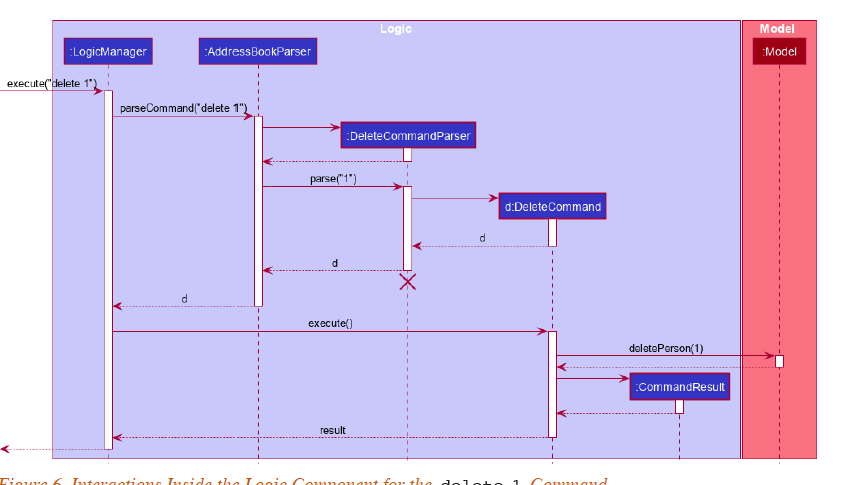 Logic
Model
:LogicManager
:AddressBookParser
:Model
execute("delete 1")
parseCommand("delete 1")
:DeleteCommandParser
parse("1")
d:DeleteCommand
d
d
d
execute()
deletePerson(1)
:CommandResult
result
Figure 6. Interactions Inside the Logic Component for the delete 1 Command